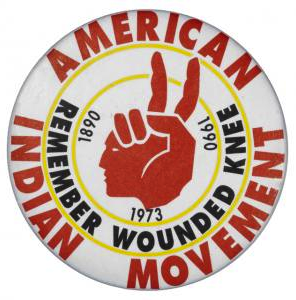 AMERICAN
INDIAN MOVEMENT
REMEMBER WOUNDED KNEE
1890
1973
1990